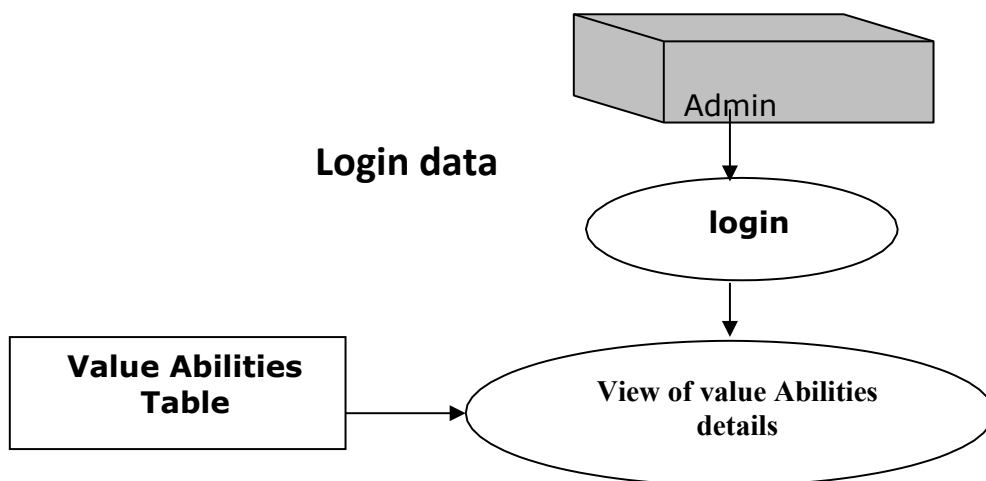 Admin
Login data
login
Value Abilities
Table
View of value Abilities
details